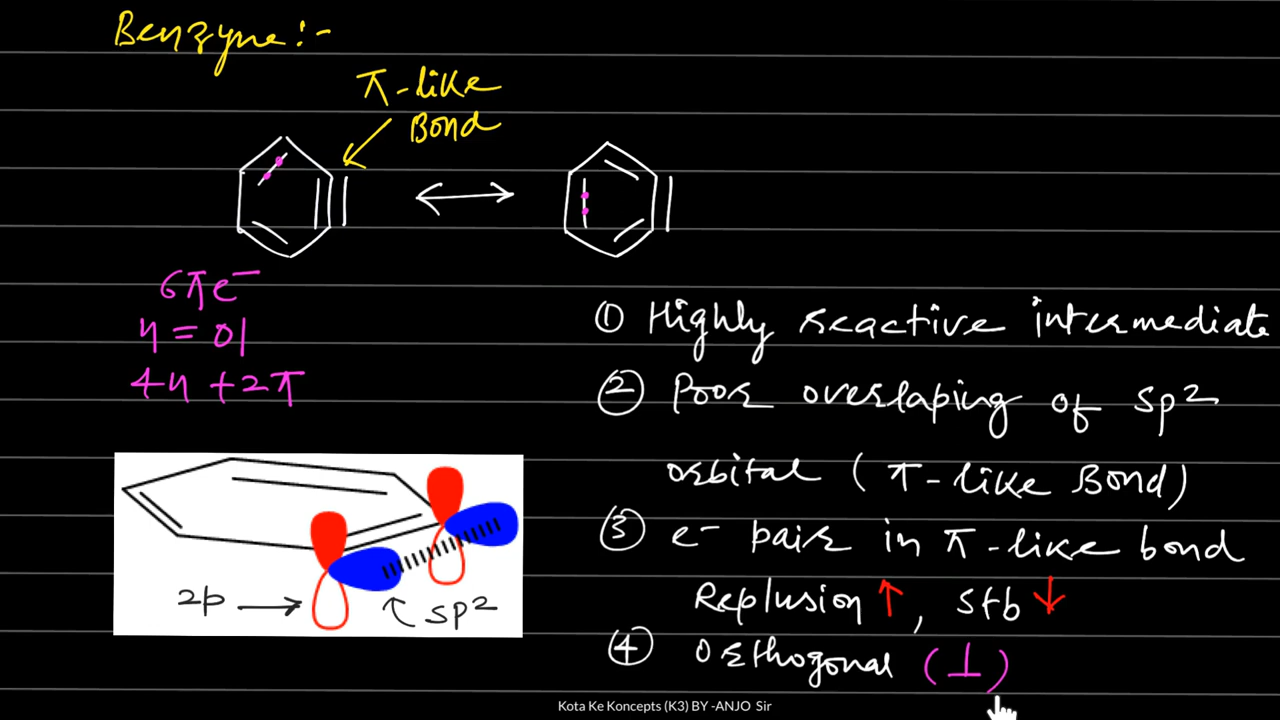 Benzyne:-
π-like
Bond
6πe⁻
n = 01
4n + 2π
① Highly reactive intermediate
② Poor overlaping of sp²
orbital (π-like Bond)
③ e⁻ pair in π-like bond
Replusion ↑, stb ↓
④ Orthogonal (⊥)
2p →
sp²
Kota Ke Koncepts (K3) BY -ANJO Sir